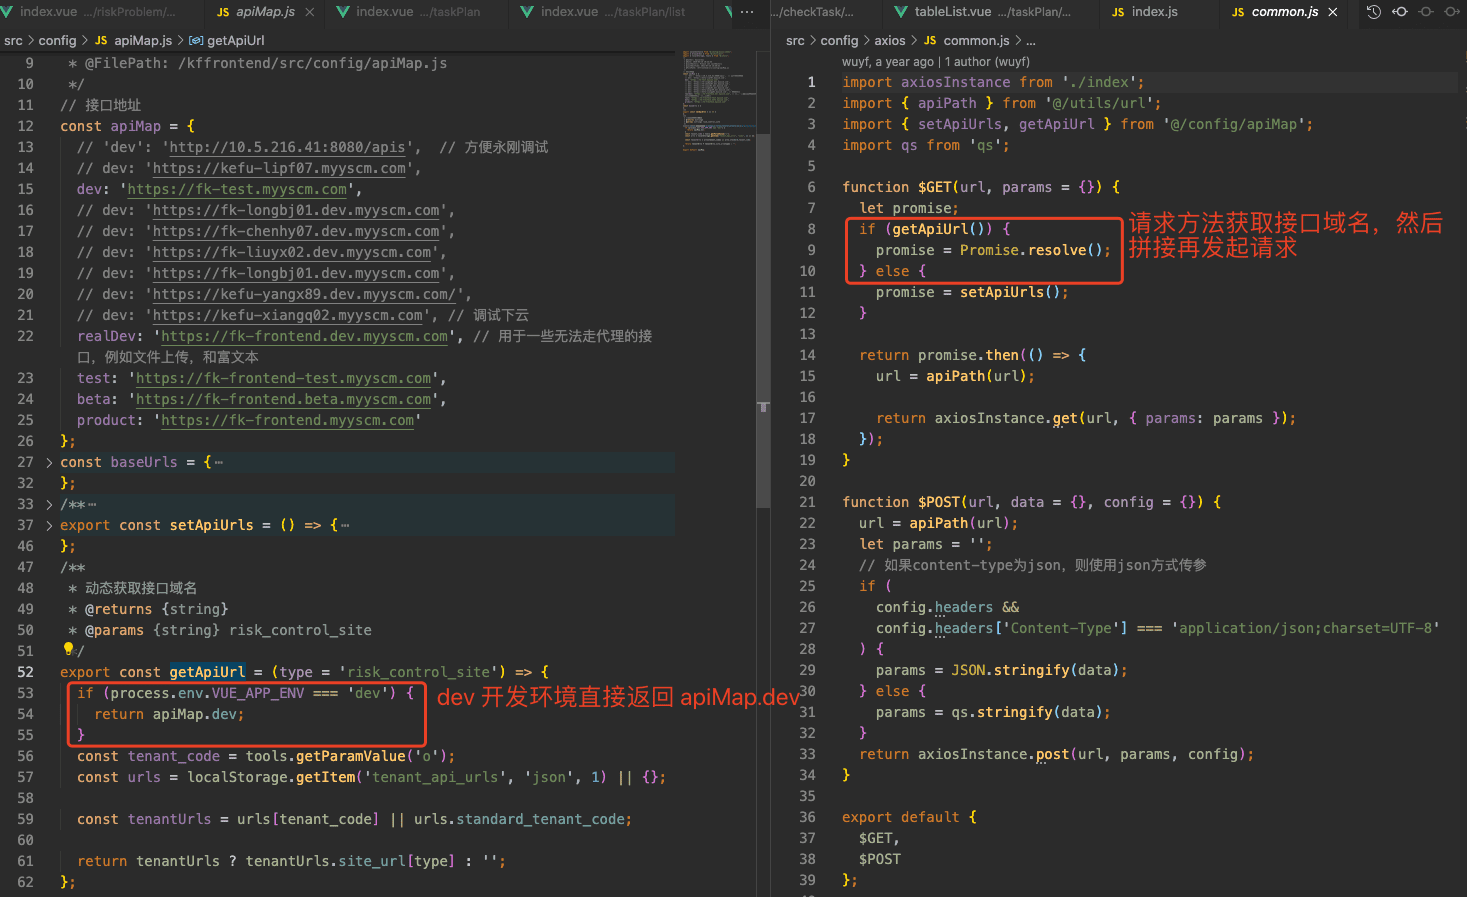 index.vue .../riskProblem/...
JS apiMap.js ×
index.vue .../taskPlan
index.vue .../taskPlan/list
...
src > config > JS apiMap.js > getApiUrl
9 * @FilePath: /kffrontend/src/config/apiMap.js
10 */
11 // 接口地址
12 const apiMap = {
13 // 'dev': 'http://10.5.216.41:8080/apis', // 方便永刚调试
14 // dev: 'https://kefu-lipf07.myyscm.com',
15 dev: 'https://fk-test.myyscm.com',
16 // dev: 'https://fk-longbj01.dev.myyscm.com',
17 // dev: 'https://fk-chenhy07.dev.myyscm.com',
18 // dev: 'https://fk-liuyx02.dev.myyscm.com',
19 // dev: 'https://fk-longbj01.dev.myyscm.com',
20 // dev: 'https://kefu-yangx89.dev.myyscm.com/',
21 // dev: 'https://kefu-xiangq02.myyscm.com', // 调试下云
22 realDev: 'https://fk-frontend.dev.myyscm.com', // 用于一些无法走代理的接
口，例如文件上传，和富文本
23 test: 'https://fk-frontend-test.myyscm.com',
24 beta: 'https://fk-frontend.beta.myyscm.com',
25 product: 'https://fk-frontend.myyscm.com'
26 };
27 const baseUrls = {…
32 };
33 /**…
37 export const setApiUrls = () => {…
46 };
47 /**
48 * 动态获取接口域名
49 * @returns {string}
50 * @params {string} risk_control_site
51 */
52 export const getApiUrl = (type = 'risk_control_site') => {
53 if (process.env.VUE_APP_ENV === 'dev') {
54 return apiMap.dev;
55 }
dev 开发环境直接返回 apiMap.dev
56 const tenant_code = tools.getParamValue('o');
57 const urls = localStorage.getItem('tenant_api_urls', 'json', 1) || {};
58
59 const tenantUrls = urls[tenant_code] || urls.standard_tenant_code;
60
61 return tenantUrls ? tenantUrls.site_url[type] : '';
62 };
.../checkTask/...
tableList.vue .../taskPlan/...
JS index.js
JS common.js ×
src > config > axios > JS common.js > ...
wuyf, a year ago | 1 author (wuyf)
1 import axiosInstance from './index';
2 import { apiPath } from '@/utils/url';
3 import { setApiUrls, getApiUrl } from '@/config/apiMap';
4 import qs from 'qs';
5
6 function $GET(url, params = {}) {
7 let promise;
8 if (getApiUrl()) {
9 promise = Promise.resolve();
10 } else {
请求方法获取接口域名，然后
拼接再发起请求
11 promise = setApiUrls();
12 }
13
14 return promise.then(() => {
15 url = apiPath(url);
16
17 return axiosInstance.get(url, { params: params });
18 });
19 }
20
21 function $POST(url, data = {}, config = {}) {
22 url = apiPath(url);
23 let params = '';
24 // 如果content-type为json，则使用json方式传参
25 if (
26 config.headers &&
27 config.headers['Content-Type'] === 'application/json;charset=UTF-8'
28 ) {
29 params = JSON.stringify(data);
30 } else {
31 params = qs.stringify(data);
32 }
33 return axiosInstance.post(url, params, config);
34 }
35
36 export default {
37 $GET,
38 $POST
39 };